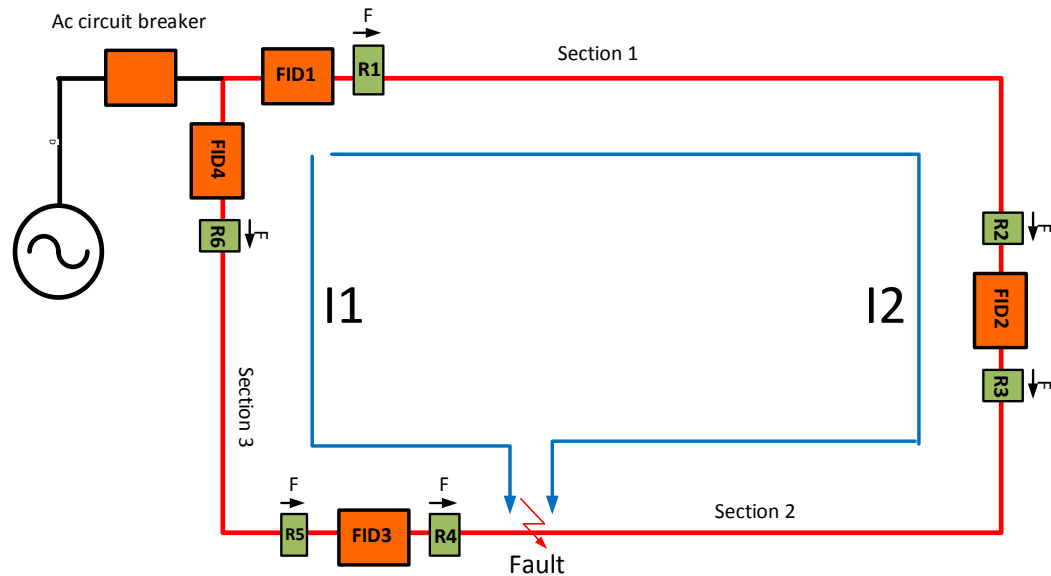 Ac circuit breaker
F
FID1
R1
Section 1
FID4
R6
F
R2
F
FID2
R3
F
I1
I2
Section 3
F
R5
FID3
F
R4
Section 2
Fault